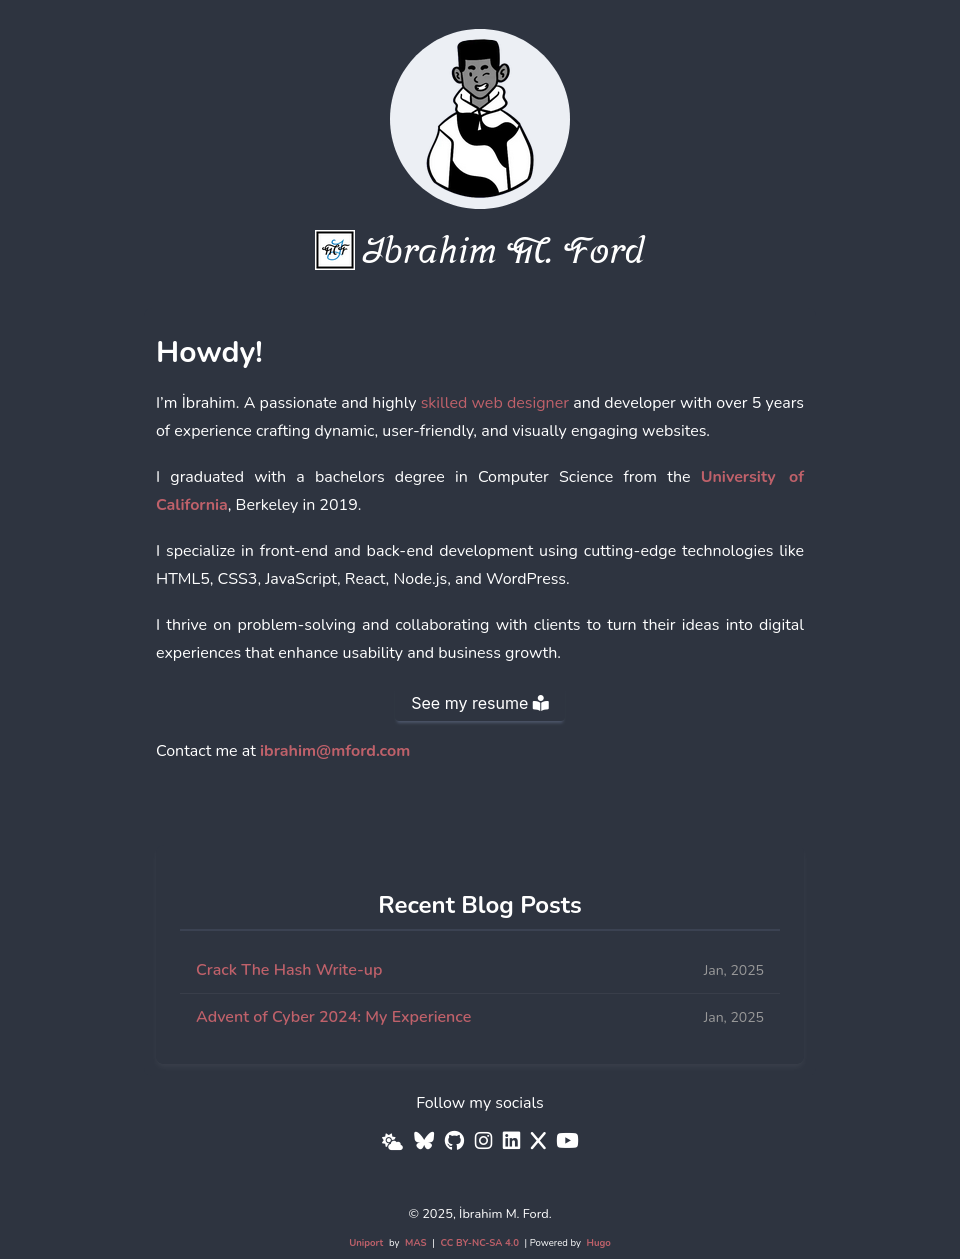 İbrahim M. Ford
Howdy!
I’m İbrahim. A passionate and highly skilled web designer and developer with over 5 years
of experience crafting dynamic, user-friendly, and visually engaging websites.
I graduated with a bachelors degree in Computer Science from the University of
California, Berkeley in 2019.
I specialize in front-end and back-end development using cutting-edge technologies like
HTML5, CSS3, JavaScript, React, Node.js, and WordPress.
I thrive on problem-solving and collaborating with clients to turn their ideas into digital
experiences that enhance usability and business growth.
See my resume
Contact me at ibrahim@mford.com
Recent Blog Posts
Crack The Hash Write-up Jan, 2025
Advent of Cyber 2024: My Experience Jan, 2025
Follow my socials
© 2025, İbrahim M. Ford.
Uniport by MAS | CC BY-NC-SA 4.0 | Powered by Hugo